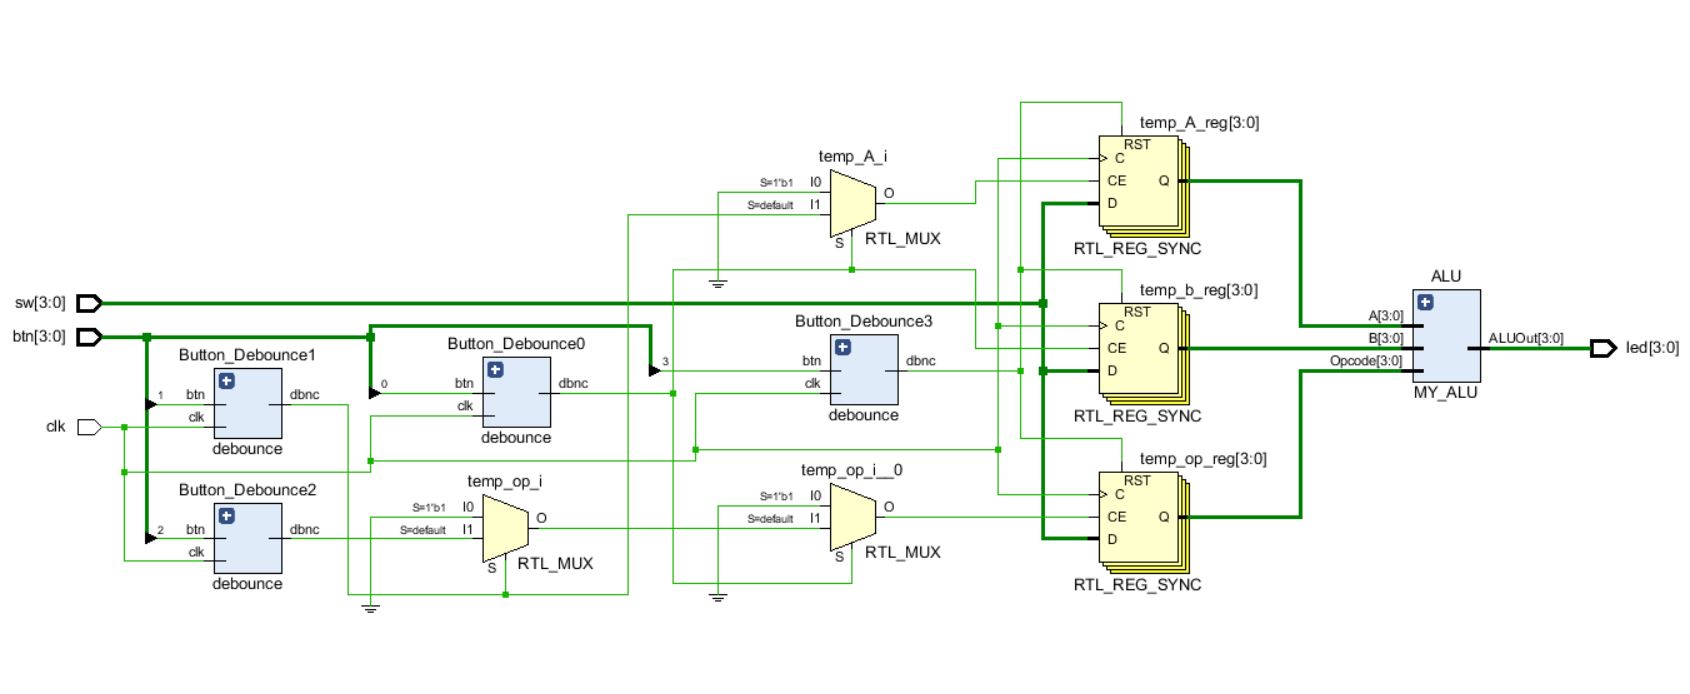 temp_A_reg[3:0]
RST
C
CE
Q
D
RTL_REG_SYNC
temp_A_i
S=1'b1
I0
S=default
I1
O
S
RTL_MUX
sw[3:0]
btn[3:0]
clk
Button_Debounce1
1
btn
clk
dbnc
debounce
Button_Debounce0
0
btn
clk
dbnc
debounce
Button_Debounce3
3
btn
clk
dbnc
debounce
temp_b_reg[3:0]
RST
C
CE
Q
D
RTL_REG_SYNC
ALU
A[3:0]
B[3:0]
Opcode[3:0]
ALUOut[3:0]
MY_ALU
led[3:0]
Button_Debounce2
2
btn
clk
dbnc
debounce
temp_op_i
S=1'b1
I0
S=default
I1
O
S
RTL_MUX
temp_op_i__0
S=1'b1
I0
S=default
I1
O
S
RTL_MUX
temp_op_reg[3:0]
RST
C
CE
Q
D
RTL_REG_SYNC